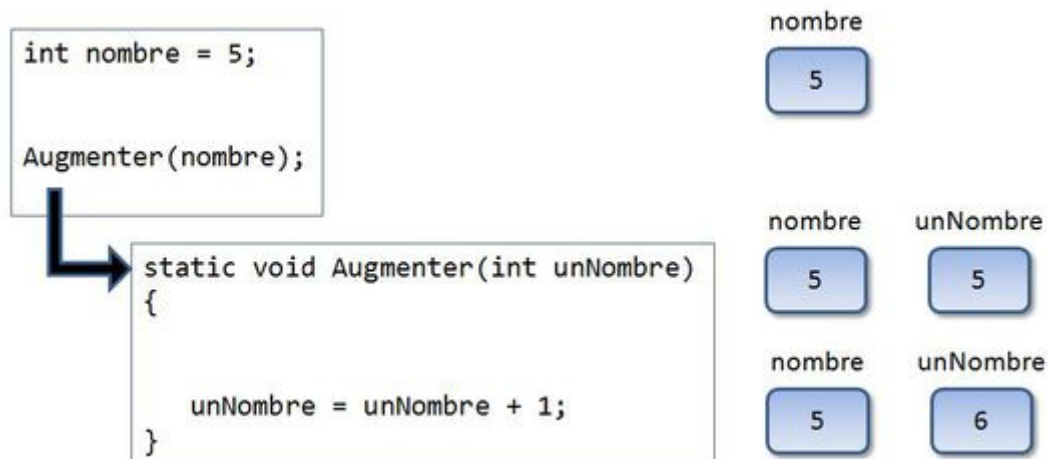 nombre
int nombre = 5;
5
Augmenter(nombre);
nombre unNombre
static void Augmenter(int unNombre)
5 5
{
nombre unNombre
unNombre = unNombre + 1;
5 6
}